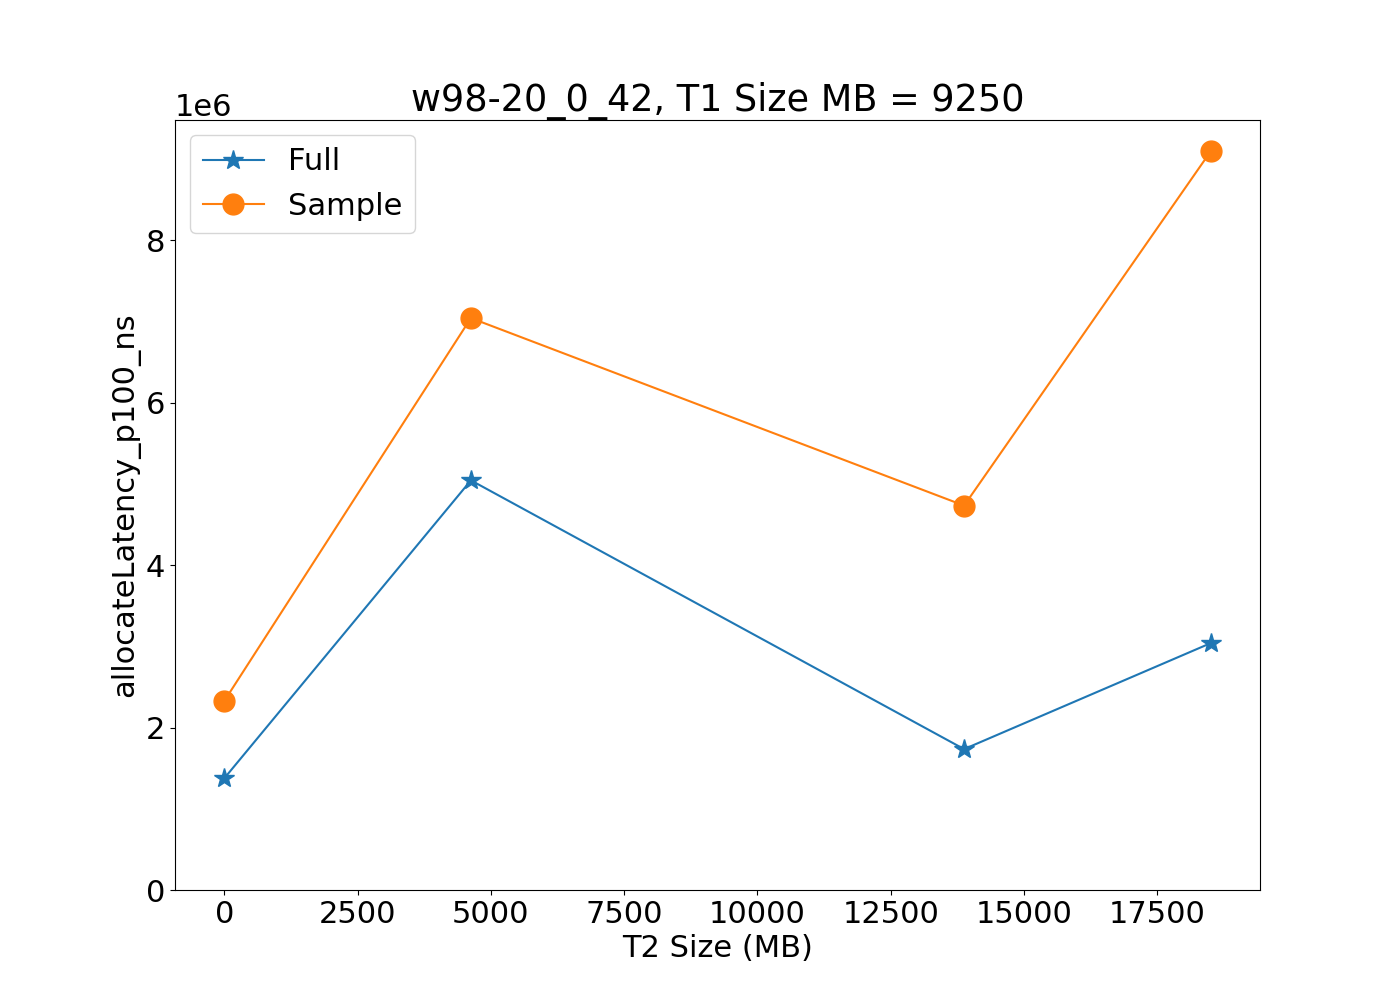 w98-20_0_42, T1 Size MB = 9250
1e6
Full
Sample
8
6
4
2
0
allocateLatency_p100_ns
0 2500 5000 7500 10000 12500 15000 17500
T2 Size (MB)